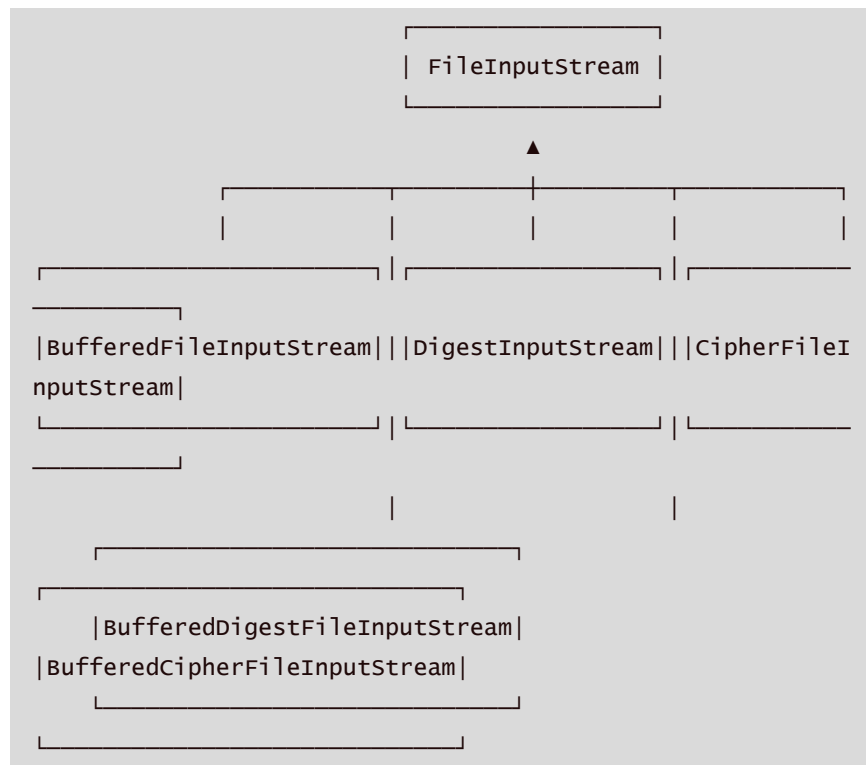 ┌─────────────────┐
│ FileInputStream │
└─────────────────┘
▲
┌───────────┬─────────┼─────────┬───────────┐
│ │ │ │ │
┌───────────────────────┐│┌─────────────────┐│┌───────────
──────────┐
│BufferedFileInputStream│││DigestInputStream│││CipherFileI
nputStream│
└───────────────────────┘│└─────────────────┘│└───────────
──────────┘
│ │
┌─────────────────────────────┐
┌─────────────────────────────┐
│BufferedDigestFileInputStream│
│BufferedCipherFileInputStream│
└─────────────────────────────┘
└─────────────────────────────┘